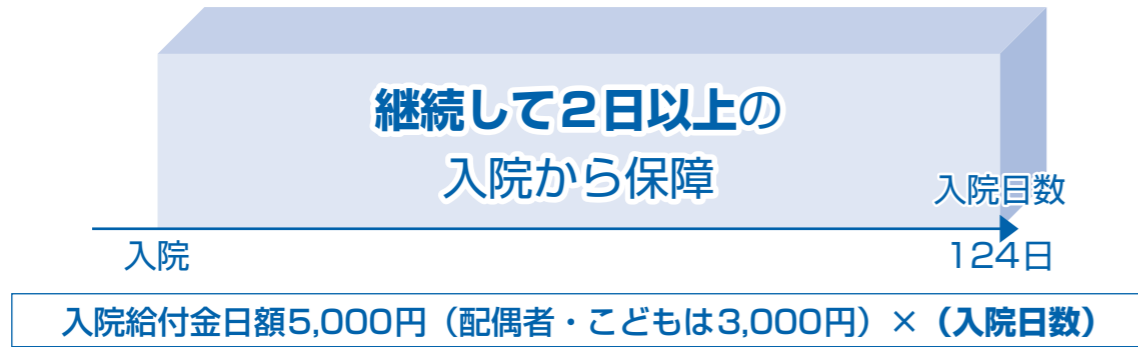 継続して2日以上の
入院から保障
入院日数
入院
124日
入院給付金日額5,000円（配偶者・こどもは3,000円）×（入院日数）